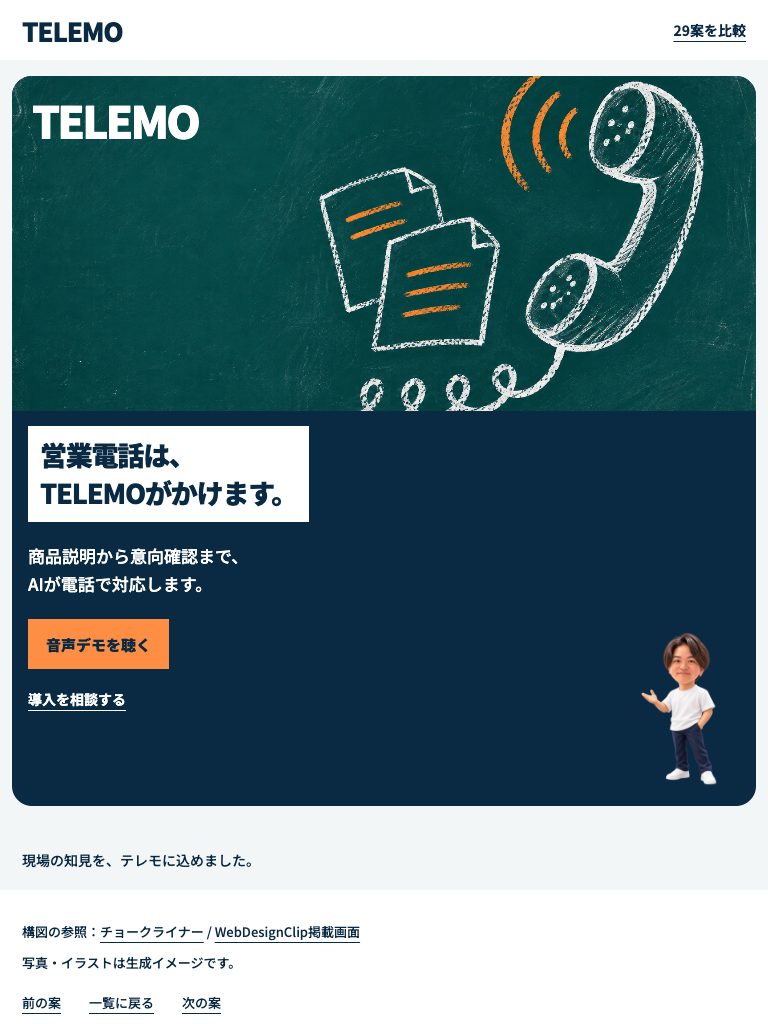 TELEMO
29案を比較
TELEMO
営業電話は、
TELEMOがかけます。
商品説明から意向確認まで、
AIが電話で対応します。
音声デモを聴く
導入を相談する
現場の知見を、テレモに込めました。
構図の参照：チョークライナー / WebDesignClip掲載画面
写真・イラストは生成イメージです。
前の案 一覧に戻る 次の案